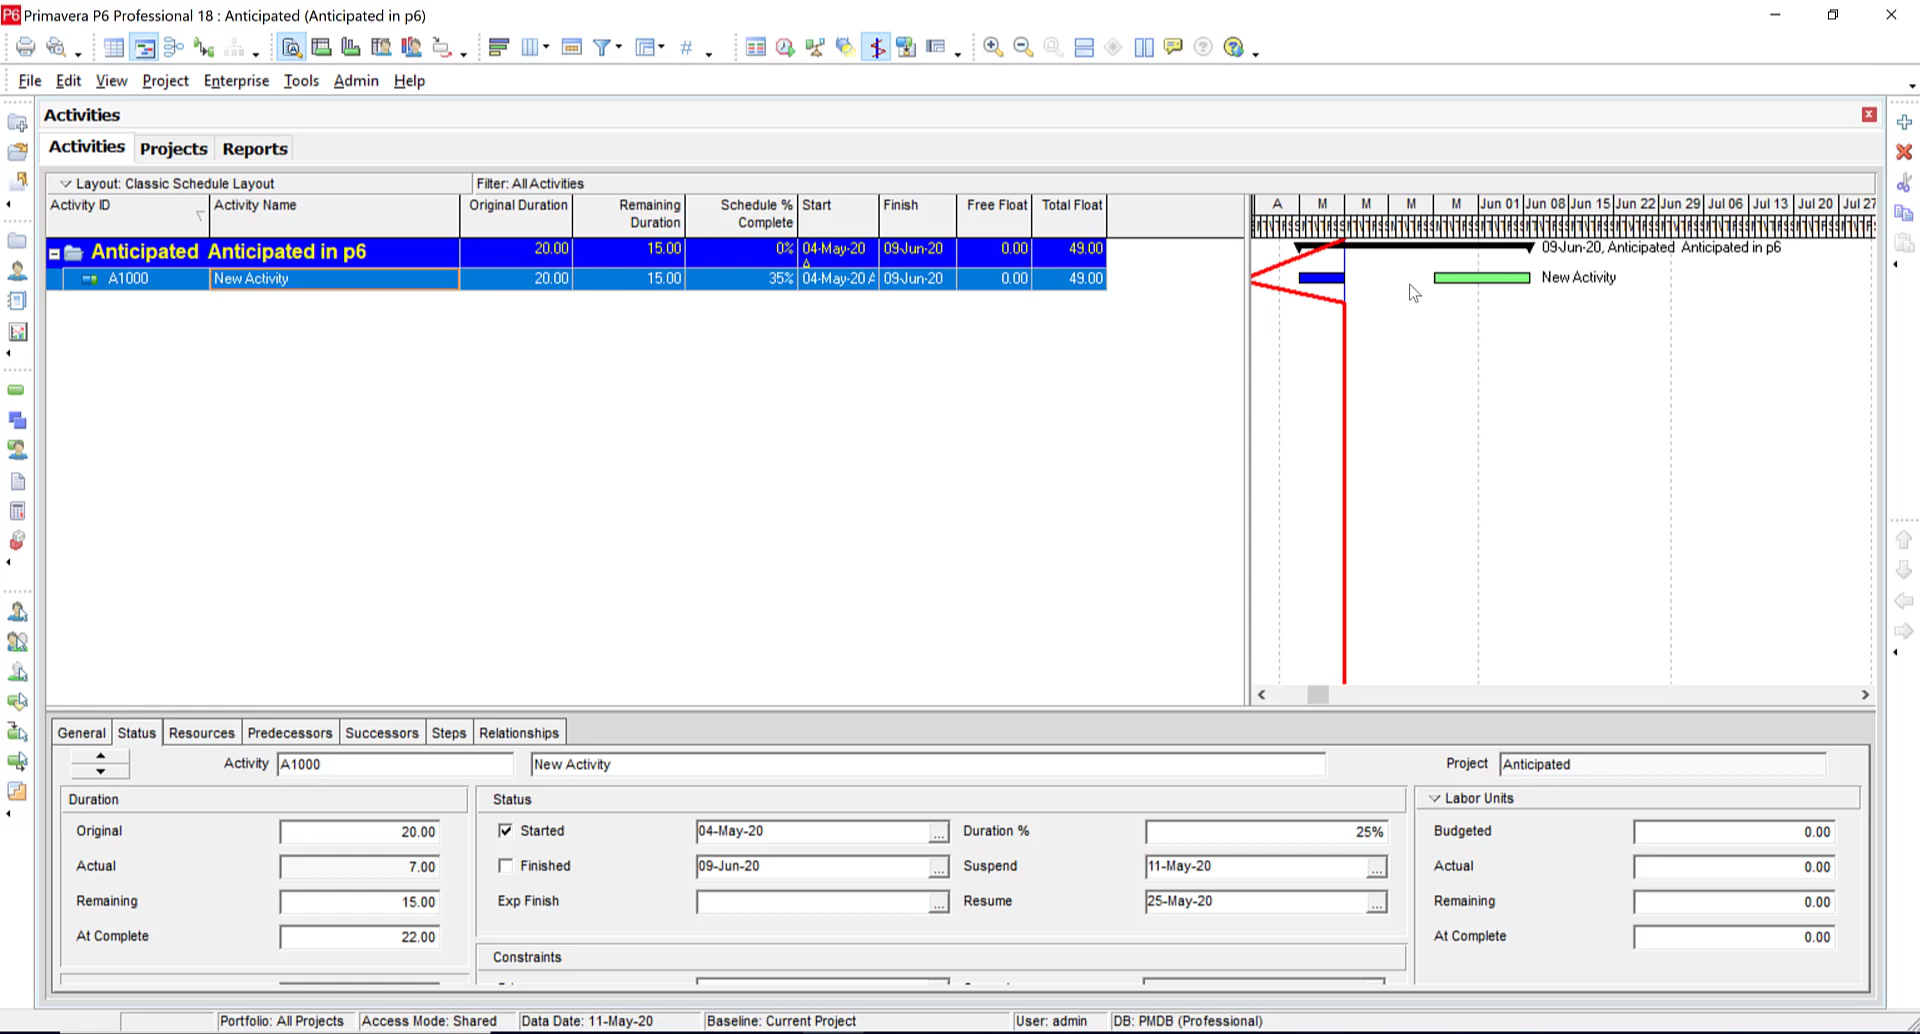 P6 Primavera P6 Professional 18 : Anticipated (Anticipated in p6)
File Edit View Project Enterprise Tools Admin Help
Activities
Activities Projects Reports
Layout: Classic Schedule Layout Filter: All Activities
Activity ID Activity Name Original Duration Remaining Duration Schedule % Complete Start Finish Free Float Total Float
A M M M M Jun 01 Jun 08 Jun 15 Jun 22 Jun 29 Jul 06 Jul 13 Jul 20 Jul 27
Anticipated Anticipated in p6 20.00 15.00 0% 04-May-20 09-Jun-20 0.00 49.00
09-Jun-20, Anticipated Anticipated in p6
A1000 New Activity 20.00 15.00 35% 04-May-20 A 09-Jun-20 0.00 49.00
New Activity
General Status Resources Predecessors Successors Steps Relationships
Activity A1000 New Activity Project Anticipated
Duration Status Labor Units
Original 20.00 Started 04-May-20 ... Duration % 25% Budgeted 0.00
Actual 7.00 Finished 09-Jun-20 ... Suspend 11-May-20 ... Actual 0.00
Remaining 15.00 Exp Finish ... Resume 25-May-20 ... Remaining 0.00
At Complete 22.00 At Complete 0.00
Constraints
Portfolio: All Projects Access Mode: Shared Data Date: 11-May-20 Baseline: Current Project User: admin DB: PMDB (Professional)